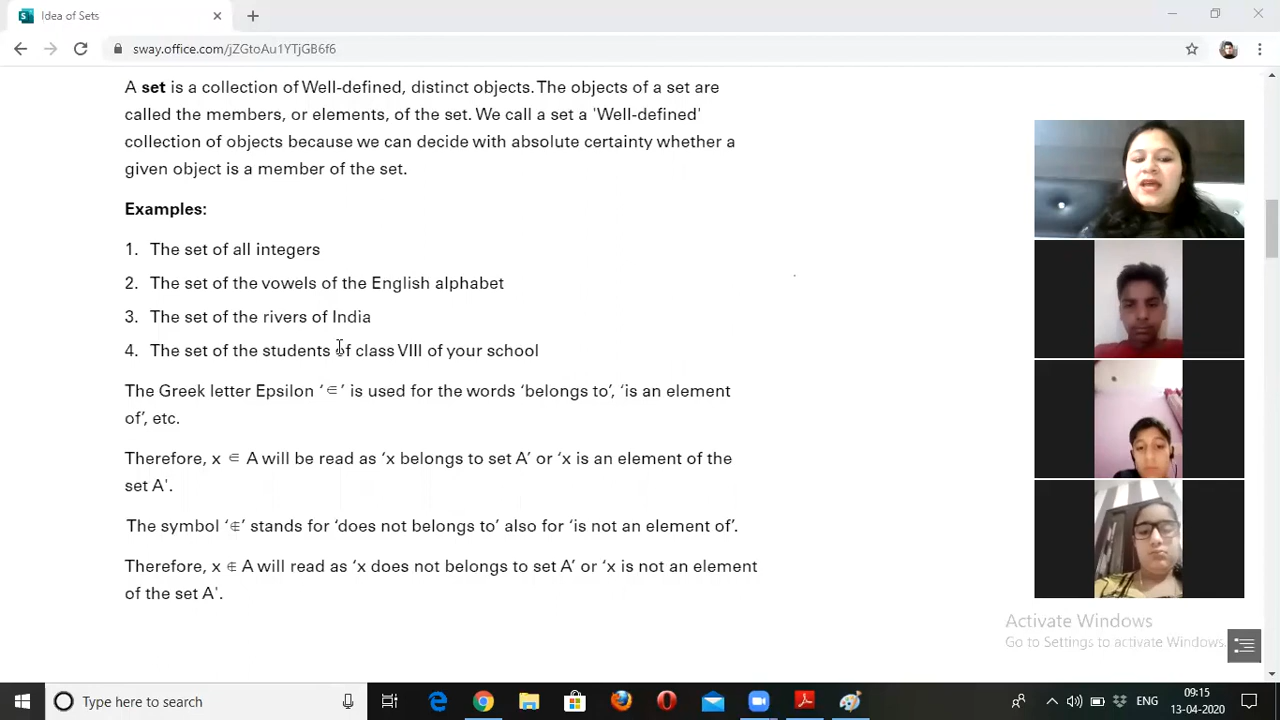 Idea of Sets
sway.office.com/jZGtoAu1YTjGB6f6
A set is a collection of Well-defined, distinct objects. The objects of a set are
called the members, or elements, of the set. We call a set a 'Well-defined'
collection of objects because we can decide with absolute certainty whether a
given object is a member of the set.
Examples:
1. The set of all integers
2. The set of the vowels of the English alphabet
3. The set of the rivers of India
4. The set of the students of class VIII of your school
The Greek letter Epsilon ‘∈’ is used for the words ‘belongs to’, ‘is an element
of’, etc.
Therefore, x ∈ A will be read as ‘x belongs to set A’ or ‘x is an element of the
set A'.
The symbol ‘∉’ stands for ‘does not belongs to’ also for ‘is not an element of’.
Therefore, x ∉ A will read as ‘x does not belongs to set A’ or ‘x is not an element
of the set A'.
Activate Windows
Go to Settings to activate Windows.
Type here to search
ENG
09:15
13-04-2020